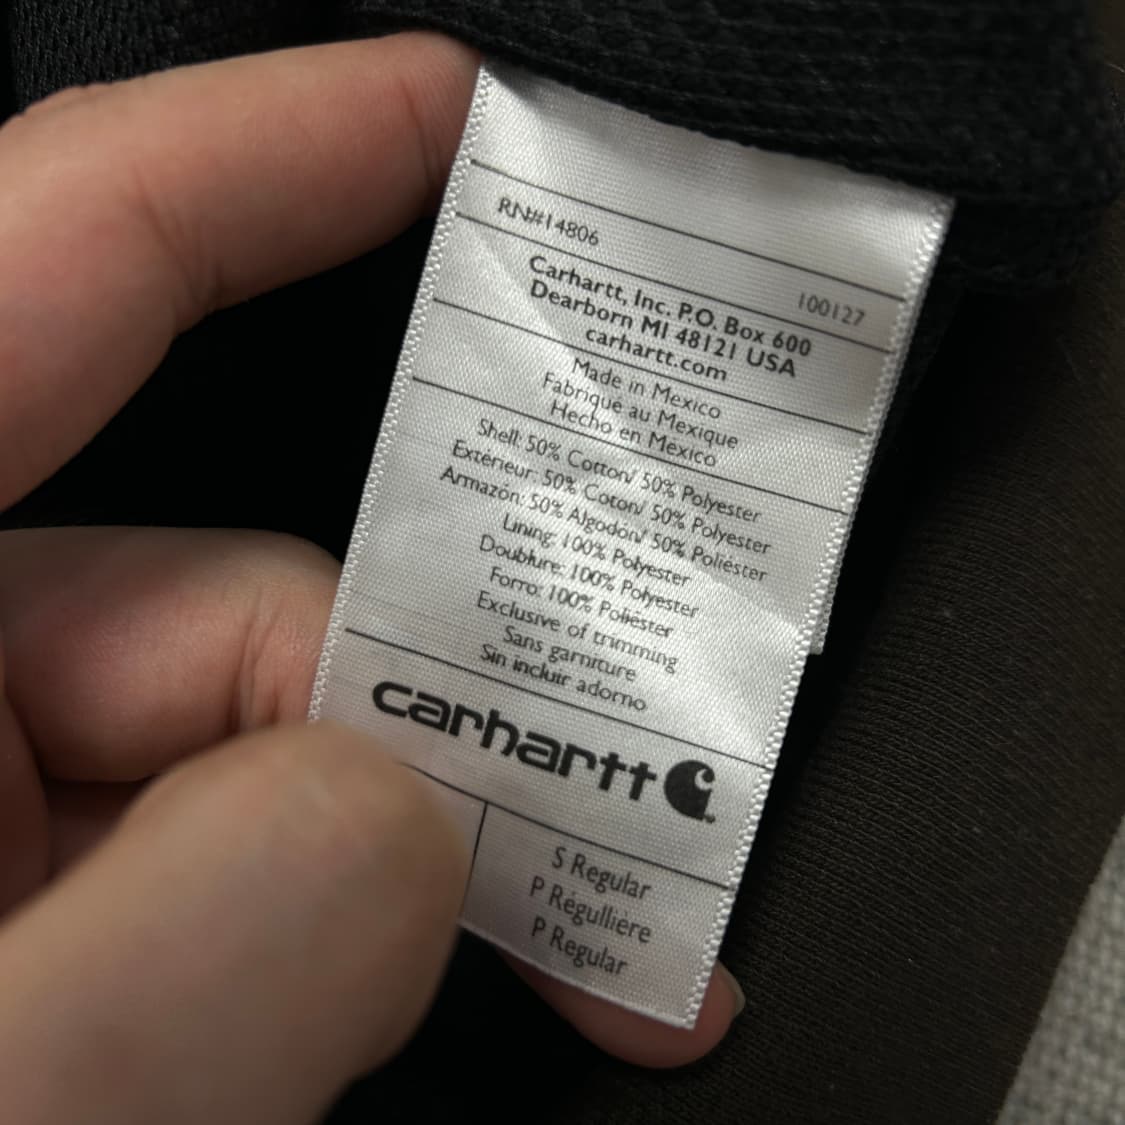 RN#14806
100127
Carhartt, Inc. P.O. Box 600
Dearborn MI 48121 USA
carhartt.com
Made in Mexico
Fabriqué au Mexique
Hecho en México
Shell: 50% Cotton/ 50% Polyester
Extérieur: 50% Coton/ 50% Polyester
Armazón: 50% Algodón/ 50% Poliéster
Lining: 100% Polyester
Doublure: 100% Polyester
Forro: 100% Poliéster
Exclusive of trimming
Sans garniture
Sin incluir adorno
carhartt
S Regular
P Régullière
P Regular